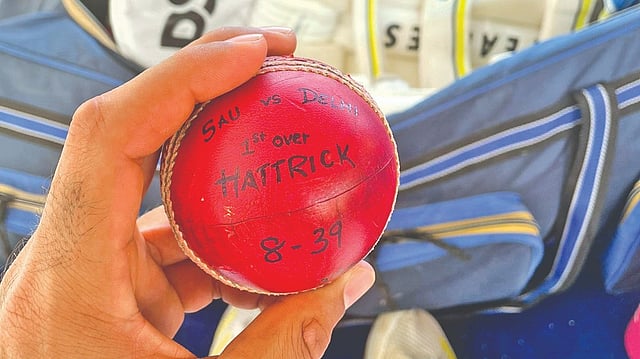 SAU vs DELHI
1st over
HATTRICK
8-39